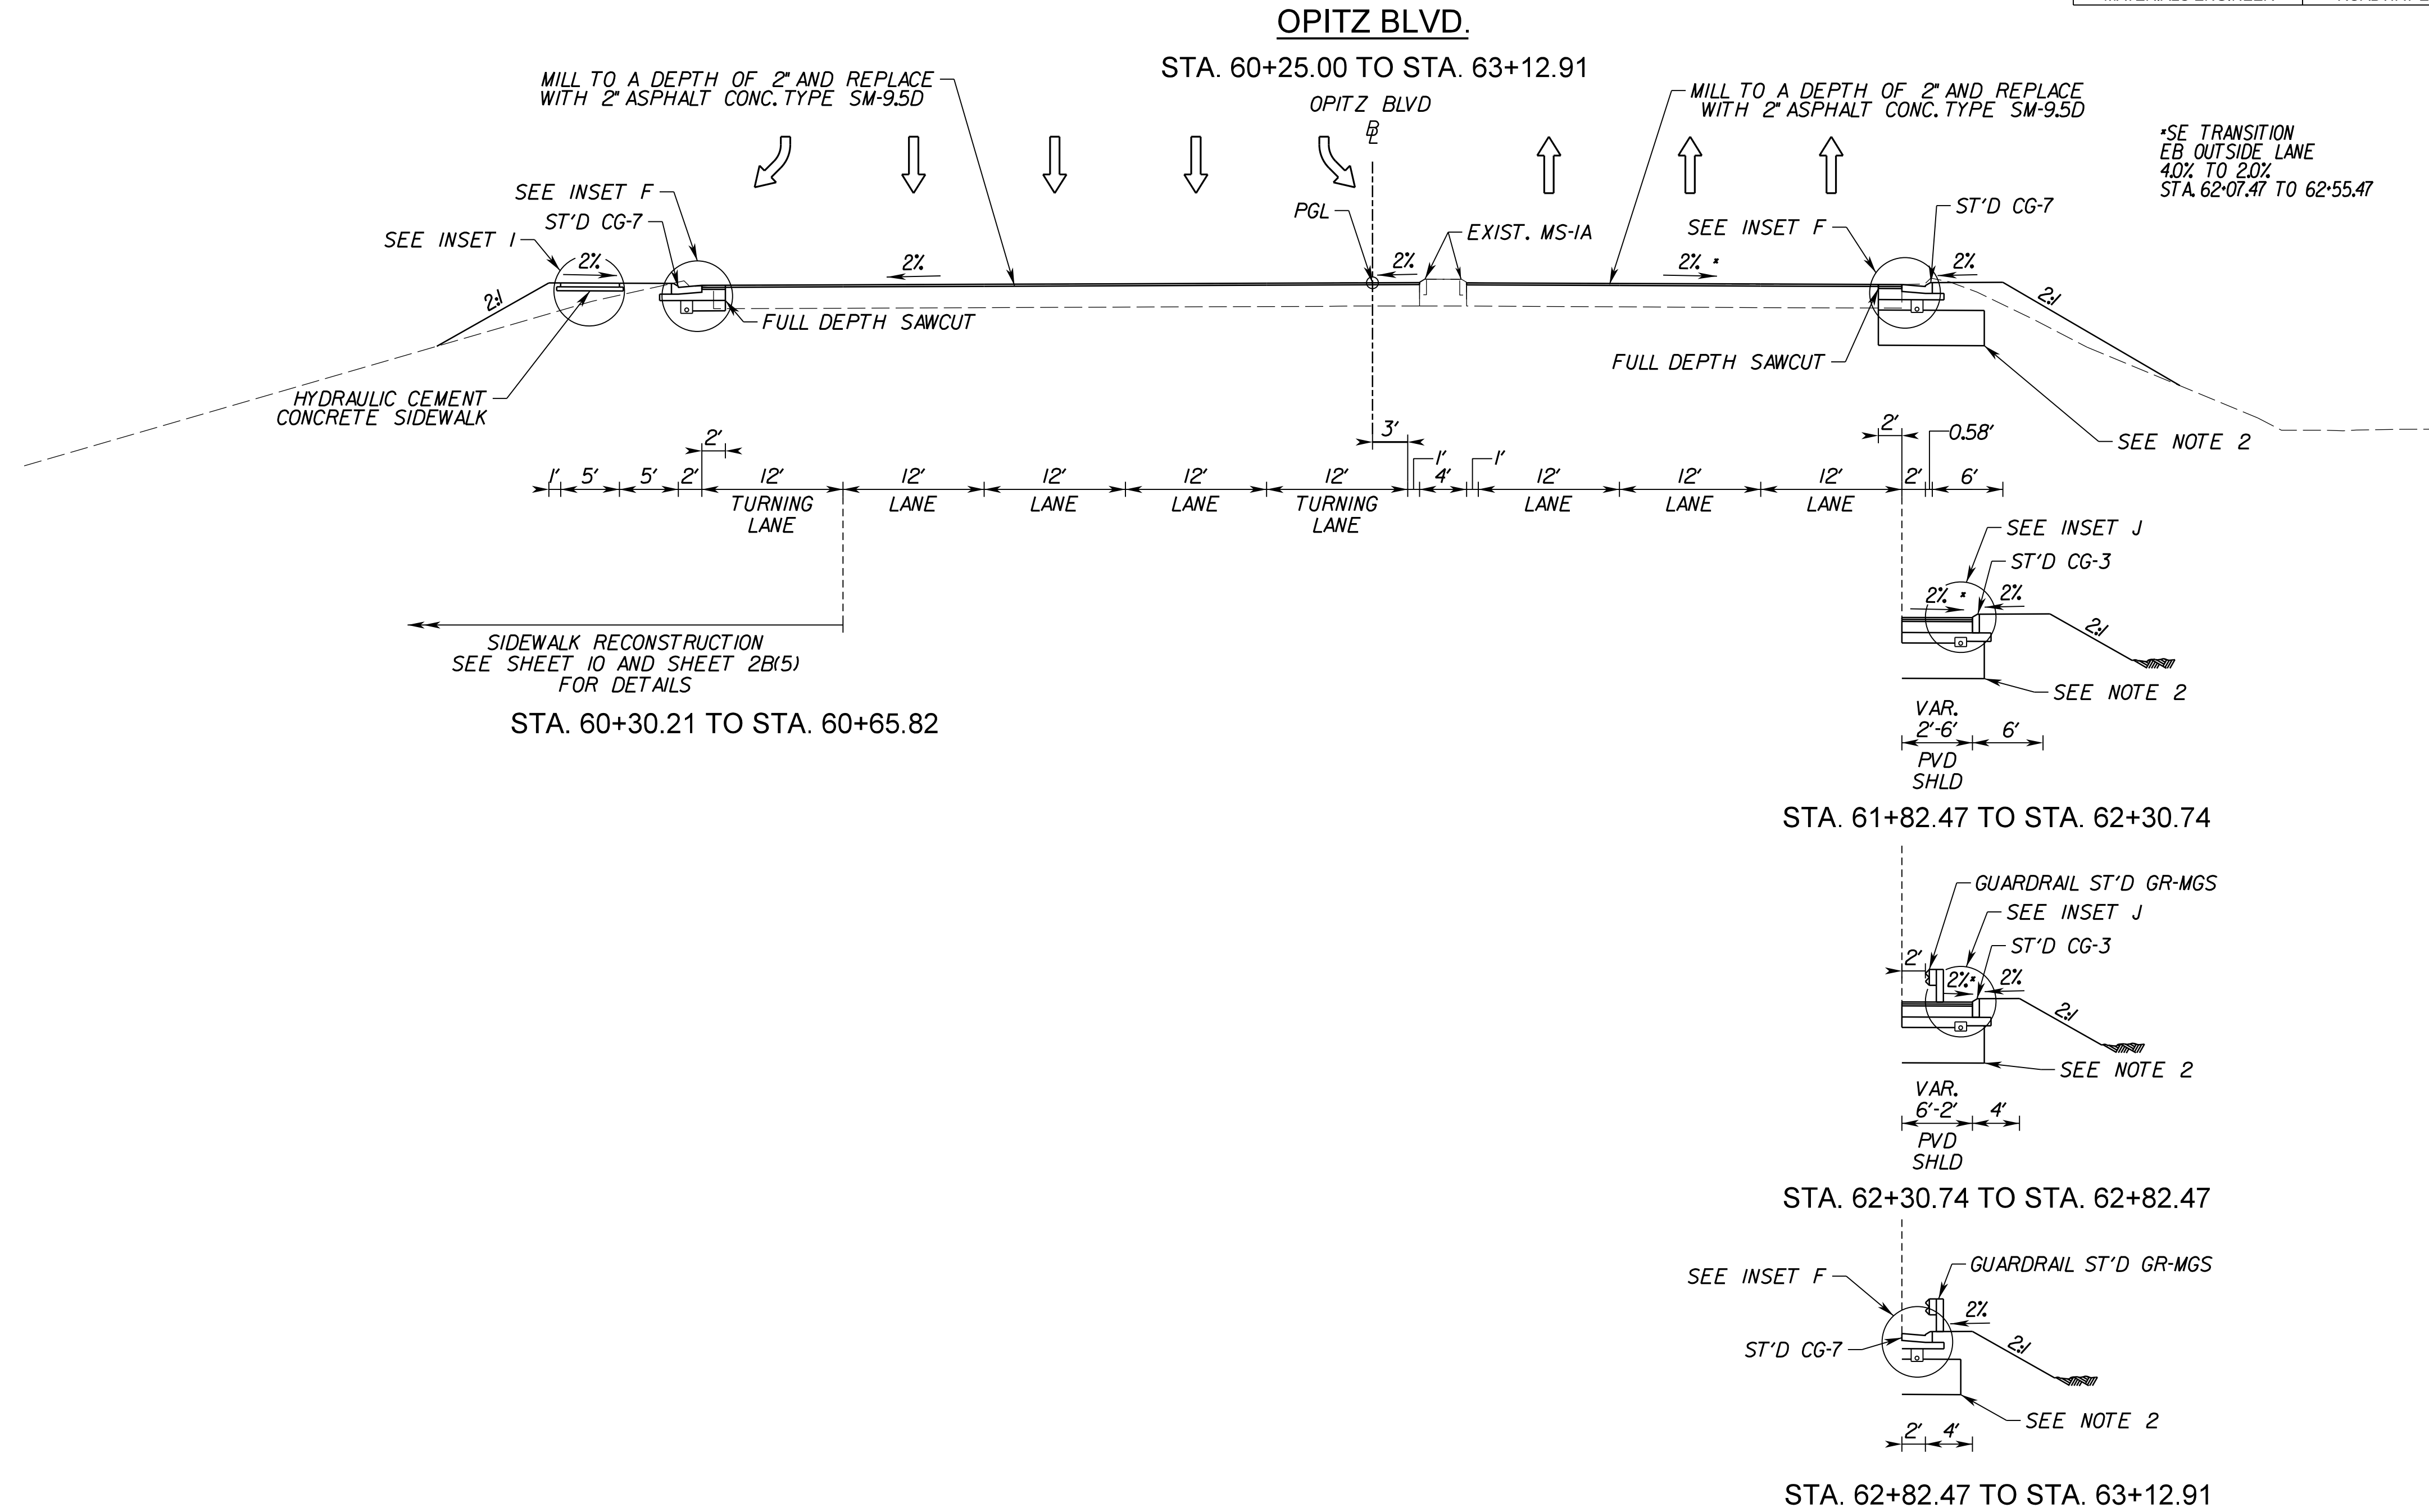 OPITZ BLVD.
STA. 60+25.00 TO STA. 63+12.91
MILL TO A DEPTH OF 2" AND REPLACE
WITH 2" ASPHALT CONC. TYPE SM-9.5D
OPITZ BLVD
MILL TO A DEPTH OF 2" AND REPLACE
WITH 2" ASPHALT CONC. TYPE SM-9.5D
*SE TRANSITION
EB OUTSIDE LANE
4.0% TO 2.0%
STA. 62+07.47 TO 62+55.47
SEE INSET F
ST'D CG-7
SEE INSET I
PGL
EXIST. MS-1A
SEE INSET F
ST'D CG-7
2%
2%
2%
2% *
2%
2:1
2:1
FULL DEPTH SAWCUT
FULL DEPTH SAWCUT
HYDRAULIC CEMENT
CONCRETE SIDEWALK
SEE NOTE 2
2'
3'
2'
0.58'
1'
1'
1' 5' 5' 2' 12' 12' 12' 12' 12' 4' 12' 12' 12' 2' 6'
TURNING
LANE
LANE
LANE
LANE
TURNING
LANE
LANE
LANE
LANE
SIDEWALK RECONSTRUCTION
SEE SHEET 10 AND SHEET 2B(5)
FOR DETAILS
STA. 60+30.21 TO STA. 60+65.82
SEE INSET J
ST'D CG-3
2% *
2%
2:1
SEE NOTE 2
VAR.
2'-6'
6'
PVD
SHLD
STA. 61+82.47 TO STA. 62+30.74
GUARDRAIL ST'D GR-MGS
SEE INSET J
ST'D CG-3
2'
2%*
2%
2:1
SEE NOTE 2
VAR.
6'-2'
4'
PVD
SHLD
STA. 62+30.74 TO STA. 62+82.47
GUARDRAIL ST'D GR-MGS
SEE INSET F
2%
ST'D CG-7
2:1
SEE NOTE 2
2' 4'
STA. 62+82.47 TO STA. 63+12.91